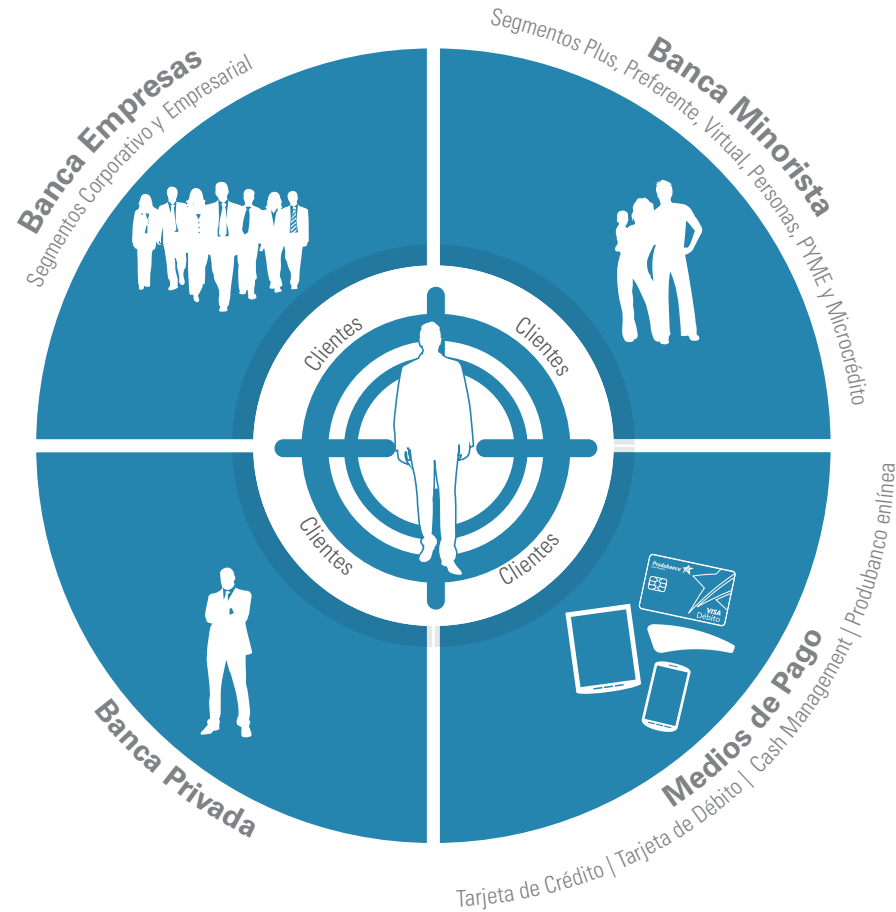 Banca Empresas
Segmentos Corporativo y Empresarial
Banca Minorista
Segmentos Plus, Preferente, Virtual, Personas, PYME y Microcrédito
Clientes
Clientes
Clientes
Clientes
Banca Privada
Produbanco
VISA
Débito
Medios de Pago
Tarjeta de Crédito | Tarjeta de Débito | Cash Management | Produbanco enlínea